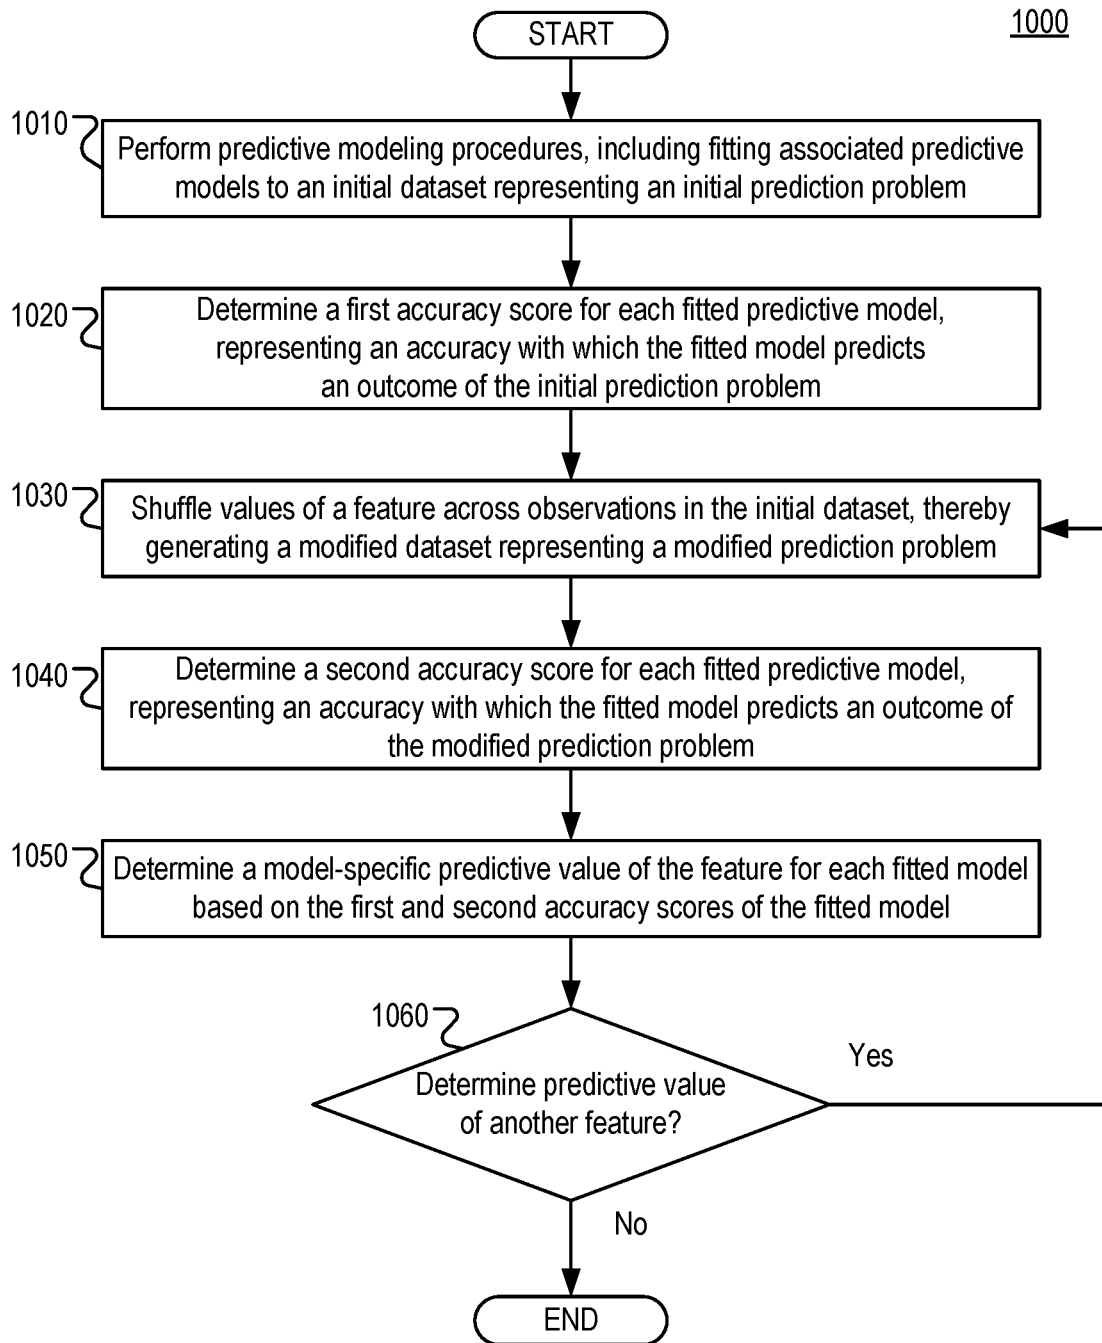 START
1000
1010
Perform predictive modeling procedures, including fitting associated predictive
models to an initial dataset representing an initial prediction problem
1020
Determine a first accuracy score for each fitted predictive model,
representing an accuracy with which the fitted model predicts
an outcome of the initial prediction problem
1030
Shuffle values of a feature across observations in the initial dataset, thereby
generating a modified dataset representing a modified prediction problem
1040
Determine a second accuracy score for each fitted predictive model,
representing an accuracy with which the fitted model predicts an outcome of
the modified prediction problem
1050
Determine a model-specific predictive value of the feature for each fitted model
based on the first and second accuracy scores of the fitted model
1060
Determine predictive value
of another feature?
Yes
No
END